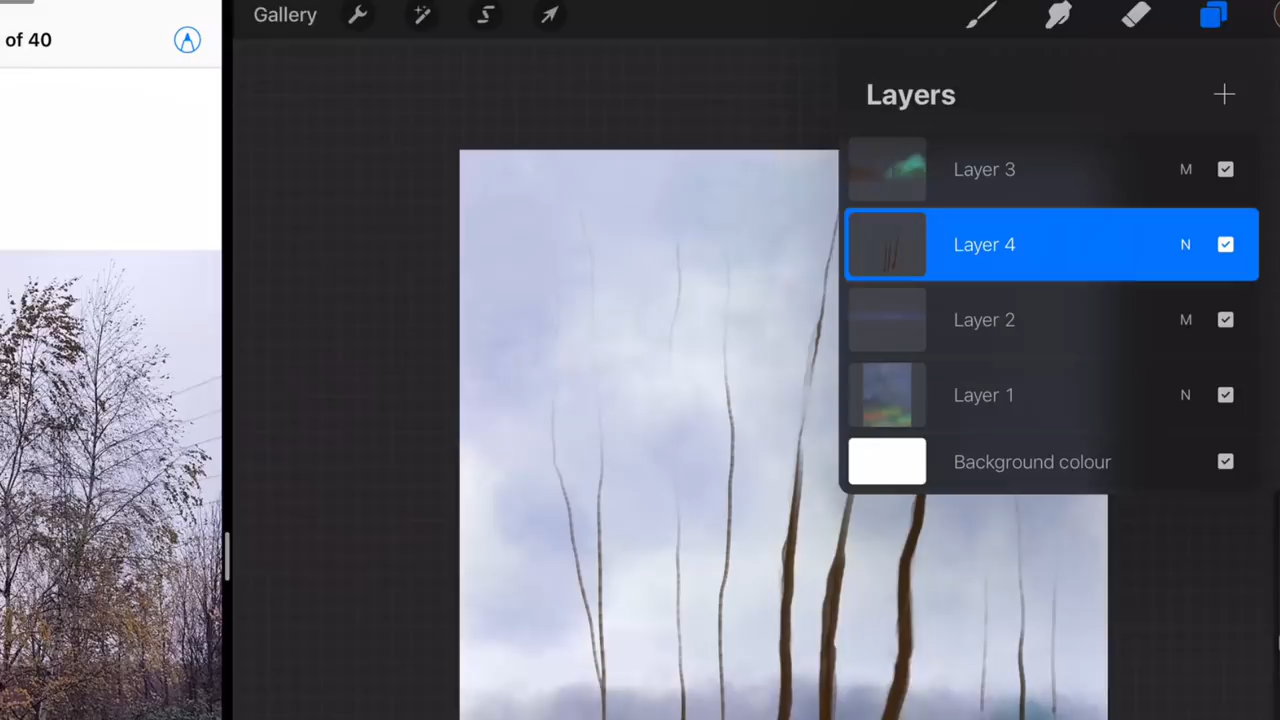 of 40
Gallery
Layers
Layer 3 M
Layer 4 N
Layer 2 M
Layer 1 N
Background colour